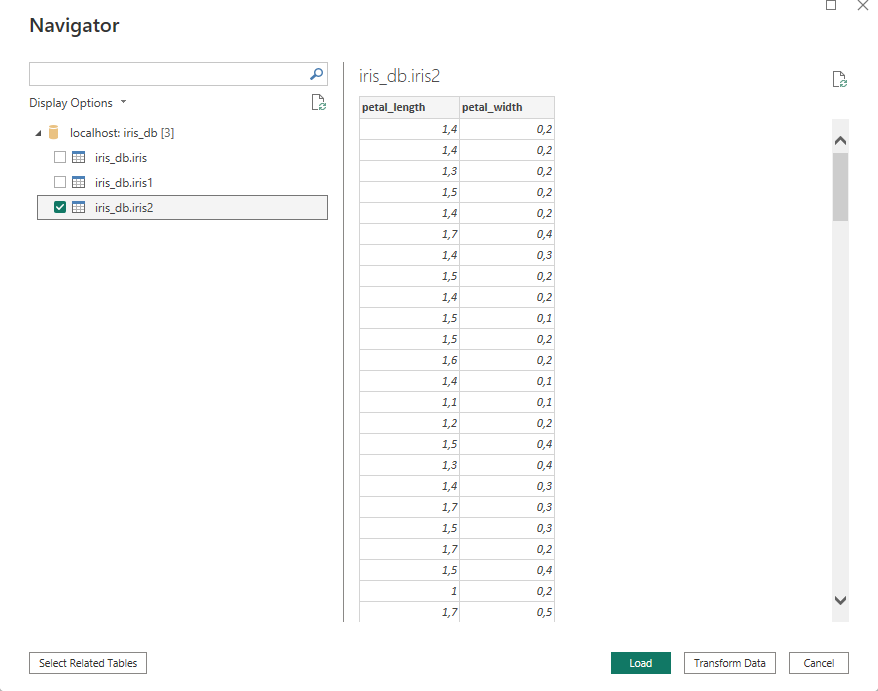 Navigator
Display Options
localhost: iris_db [3]
iris_db.iris
iris_db.iris1
iris_db.iris2
iris_db.iris2
petal_length petal_width
1,4 0,2
1,4 0,2
1,3 0,2
1,5 0,2
1,4 0,2
1,7 0,4
1,4 0,3
1,5 0,2
1,4 0,2
1,5 0,1
1,5 0,2
1,6 0,2
1,4 0,1
1,1 0,1
1,2 0,2
1,5 0,4
1,3 0,4
1,4 0,3
1,7 0,3
1,5 0,3
1,7 0,2
1,5 0,4
1 0,2
1,7 0,5
Select Related Tables
Load
Transform Data
Cancel